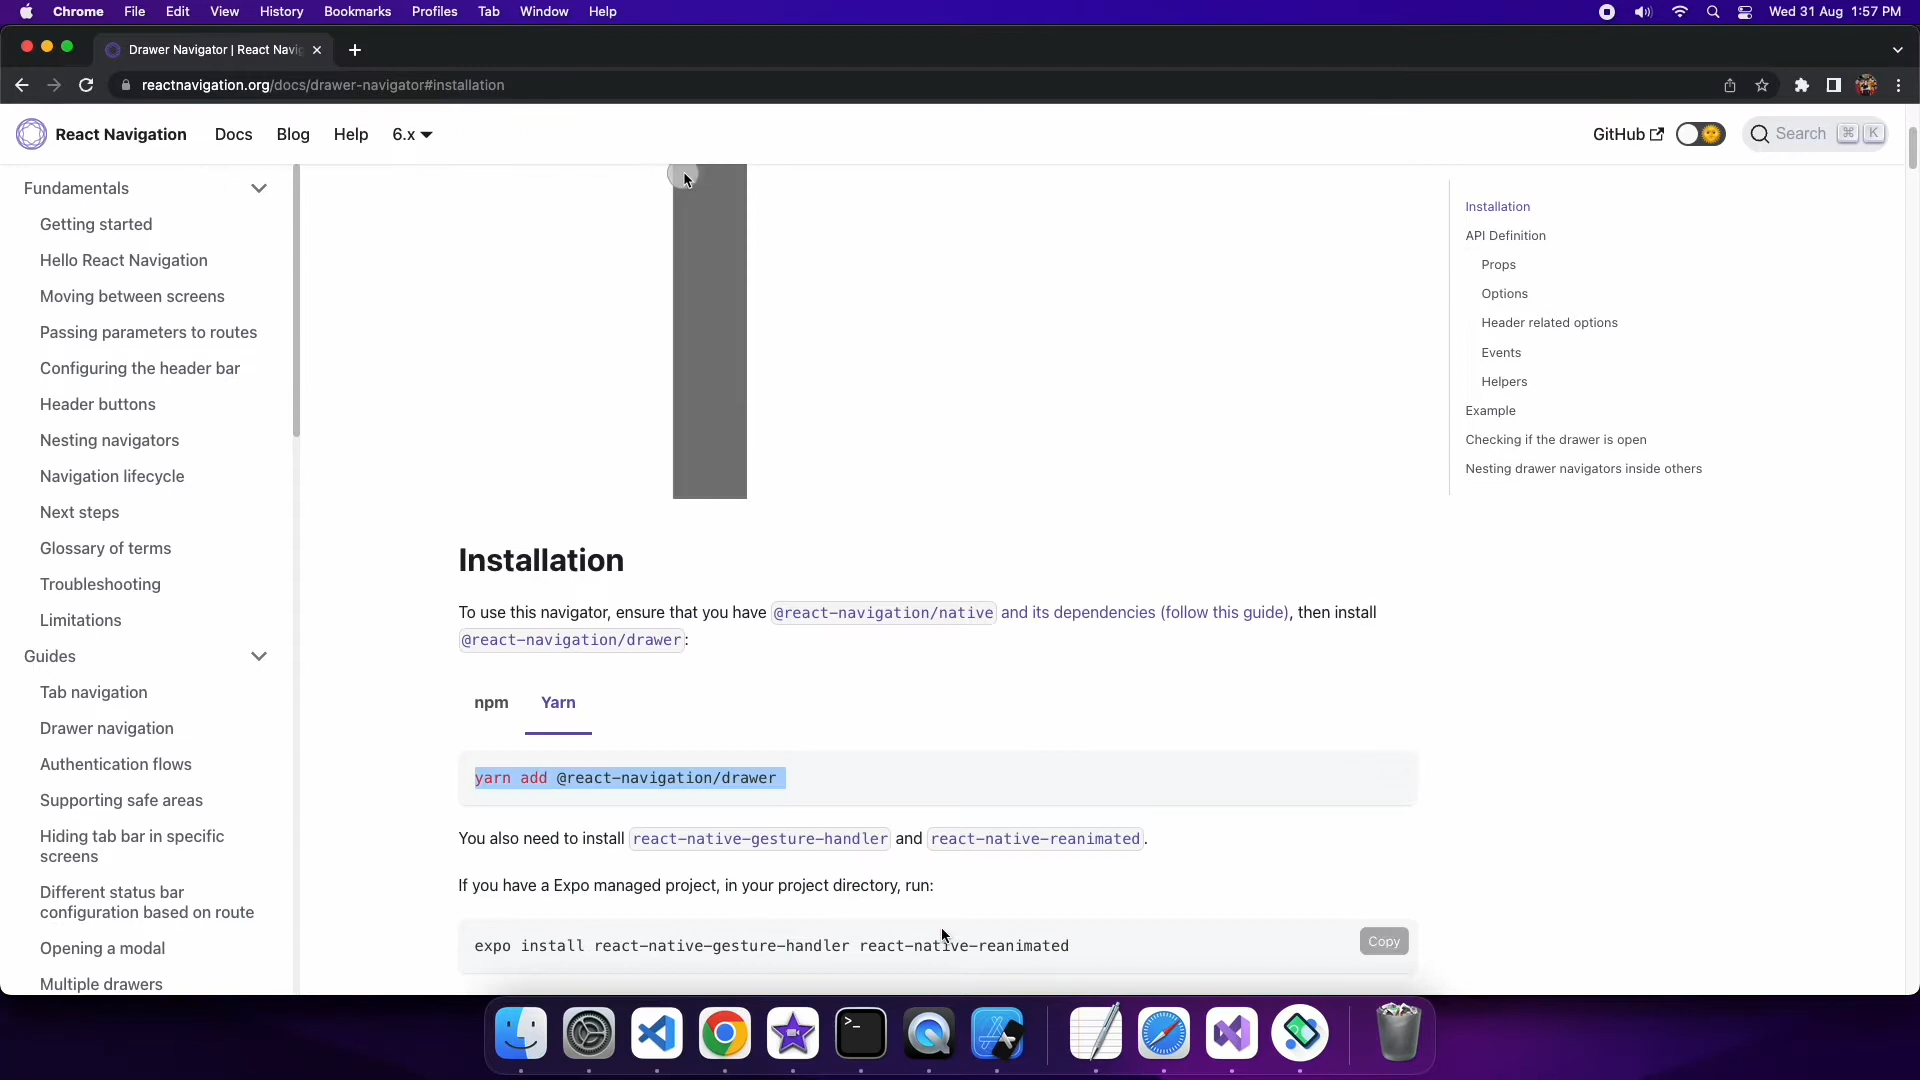 Chrome File Edit View History Bookmarks Profiles Tab Window Help Wed 31 Aug 1:57 PM
Drawer Navigator | React Navi
reactnavigation.org/docs/drawer-navigator#installation
React Navigation Docs Blog Help 6.x GitHub Search ⌘ K
Fundamentals
Getting started
Hello React Navigation
Moving between screens
Passing parameters to routes
Configuring the header bar
Header buttons
Nesting navigators
Navigation lifecycle
Next steps
Glossary of terms
Troubleshooting
Limitations
Guides
Tab navigation
Drawer navigation
Authentication flows
Supporting safe areas
Hiding tab bar in specific
screens
Different status bar
configuration based on route
Opening a modal
Multiple drawers
Installation
To use this navigator, ensure that you have @react-navigation/native and its dependencies (follow this guide), then install
@react-navigation/drawer:
npm Yarn
yarn add @react-navigation/drawer
You also need to install react-native-gesture-handler and react-native-reanimated.
If you have a Expo managed project, in your project directory, run:
expo install react-native-gesture-handler react-native-reanimated
Copy
Installation
API Definition
Props
Options
Header related options
Events
Helpers
Example
Checking if the drawer is open
Nesting drawer navigators inside others